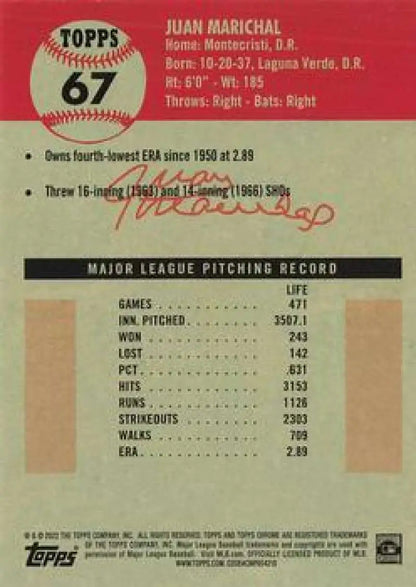 TOPPS
67
JUAN MARICHAL
Home: Montecristi, D.R.
Born: 10-20-37, Laguna Verde, D.R.
Ht: 6'0" - Wt: 185
Throws: Right - Bats: Right
• Owns fourth-lowest ERA since 1950 at 2.89
• Threw 16-inning (1963) and 14-inning (1966) SHOs
Juan Marichal
MAJOR LEAGUE PITCHING RECORD
LIFE
GAMES . . . . . . . . . . . 471
INN. PITCHED. . . . . . . . 3507.1
WON . . . . . . . . . . . 243
LOST . . . . . . . . . . . 142
PCT. . . . . . . . . . . . .631
HITS . . . . . . . . . . . 3153
RUNS . . . . . . . . . . . 1126
STRIKEOUTS . . . . . . . . 2303
WALKS . . . . . . . . . . 709
ERA. . . . . . . . . . . . 2.89
® & © 2022 THE TOPPS COMPANY, INC. ALL RIGHTS RESERVED. TOPPS AND TOPPS CHROME ARE REGISTERED TRADEMARKS
OF THE TOPPS COMPANY, INC. Major League Baseball trademarks and copyrights are used with
permission of Major League Baseball. Visit MLB.com. OFFICIALLY LICENSED PRODUCT OF MLB.
WWW.TOPPS.COM.
Topps